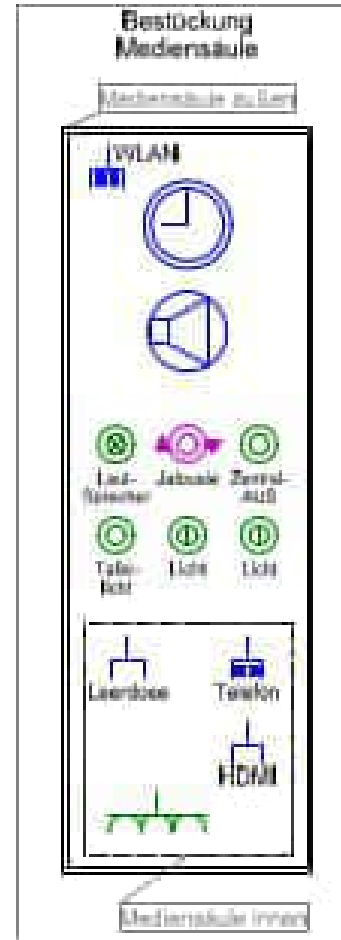 Bestückung
Mediensäule
Mediensäule außen
WLAN
Laut- Jalousie Zentral-
Sprecher AUS
Tafel- Licht Licht
licht
Leerdose Telefon
HDMI
Mediensäule innen